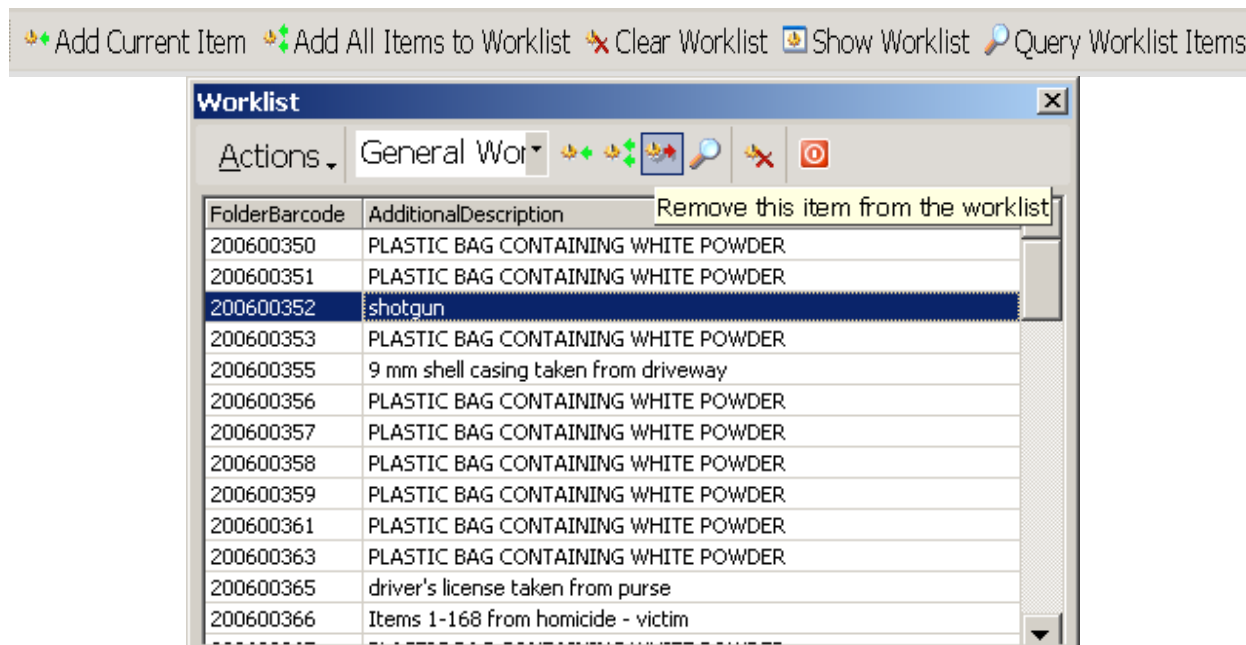 Add Current Item Add All Items to Worklist Clear Worklist Show Worklist Query Worklist Items
Worklist
Actions General Wor
Remove this item from the worklist
FolderBarcode AdditionalDescription
200600350 PLASTIC BAG CONTAINING WHITE POWDER
200600351 PLASTIC BAG CONTAINING WHITE POWDER
200600352 shotgun
200600353 PLASTIC BAG CONTAINING WHITE POWDER
200600355 9 mm shell casing taken from driveway
200600356 PLASTIC BAG CONTAINING WHITE POWDER
200600357 PLASTIC BAG CONTAINING WHITE POWDER
200600358 PLASTIC BAG CONTAINING WHITE POWDER
200600359 PLASTIC BAG CONTAINING WHITE POWDER
200600361 PLASTIC BAG CONTAINING WHITE POWDER
200600363 PLASTIC BAG CONTAINING WHITE POWDER
200600365 driver's license taken from purse
200600366 Items 1-168 from homicide - victim